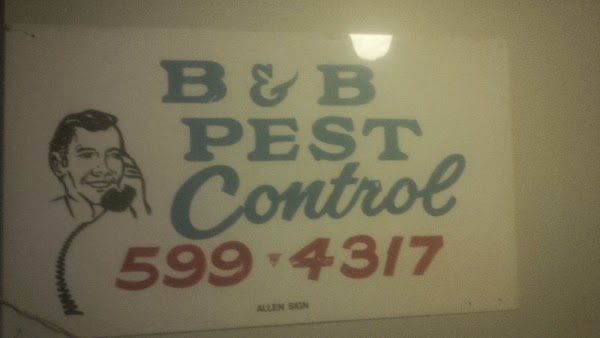 B & B
PEST
Control
599-4317
ALLEN SIGN